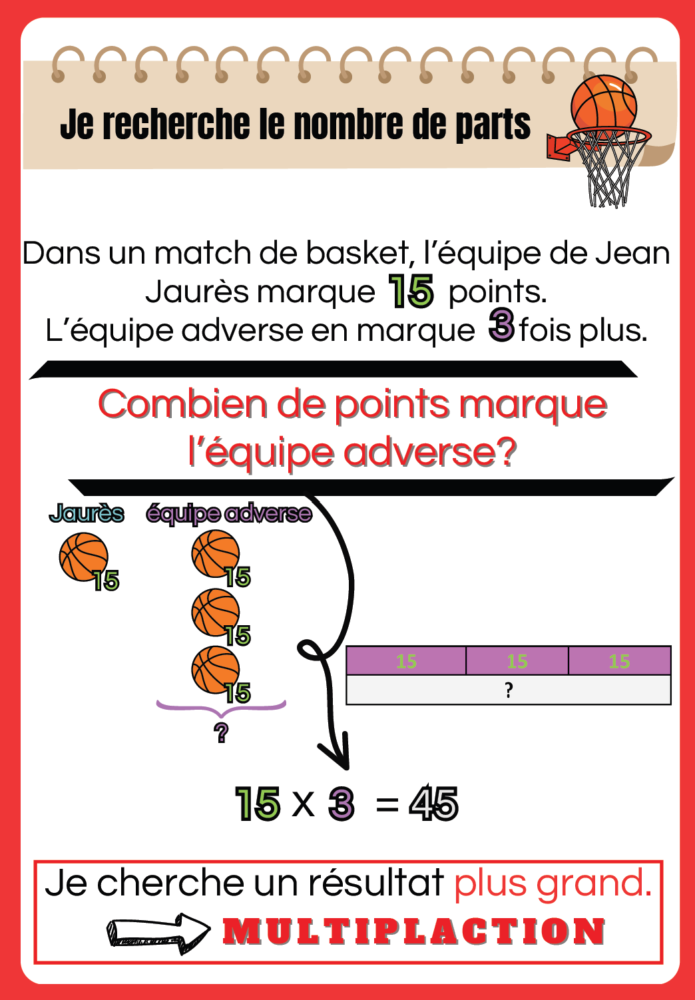 Je recherche le nombre de parts
Dans un match de basket, l’équipe de Jean
Jaurès marque 15 points.
L’équipe adverse en marque 3 fois plus.
Combien de points marque
l’équipe adverse?
Jaurès équipe adverse
15 15
15
15
?
15 15 15
?
15 x 3 = 45
Je cherche un résultat plus grand.
MULTIPLACTION